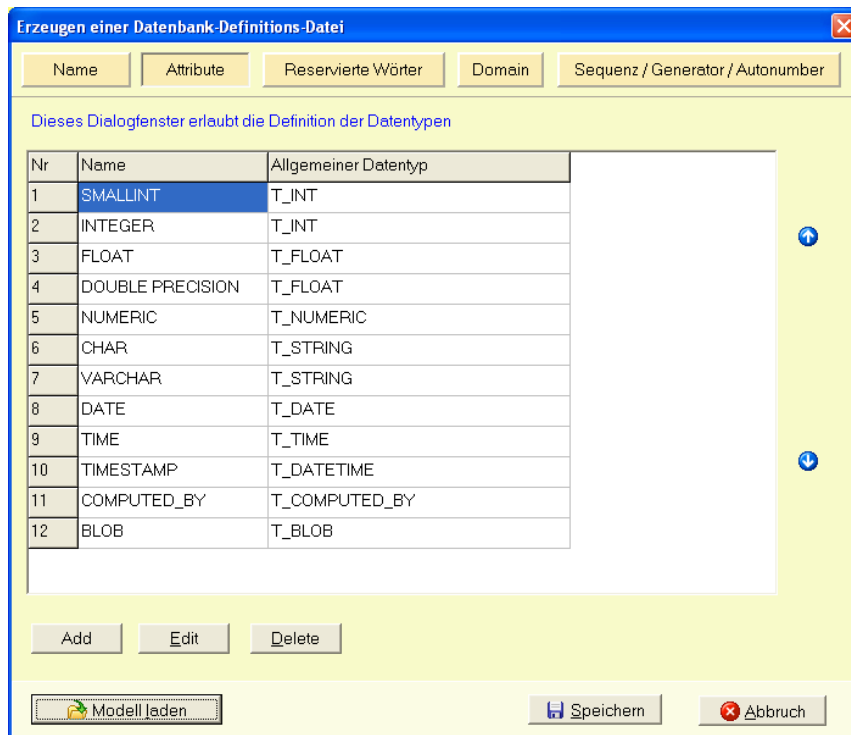 Erzeugen einer Datenbank-Definitions-Datei
Name Attribute Reservierte Wörter Domain Sequenz / Generator / Autonumber
Dieses Dialogfenster erlaubt die Definition der Datentypen
Nr Name Allgemeiner Datentyp
1 SMALLINT T_INT
2 INTEGER T_INT
3 FLOAT T_FLOAT
4 DOUBLE PRECISION T_FLOAT
5 NUMERIC T_NUMERIC
6 CHAR T_STRING
7 VARCHAR T_STRING
8 DATE T_DATE
9 TIME T_TIME
10 TIMESTAMP T_DATETIME
11 COMPUTED_BY T_COMPUTED_BY
12 BLOB T_BLOB
Add Edit Delete
Modell laden Speichern Abbruch